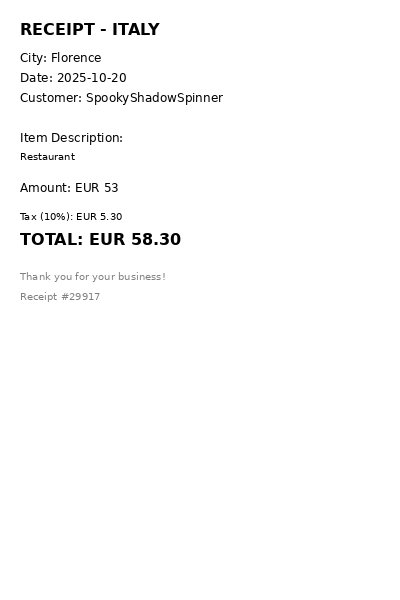 RECEIPT - ITALY
City: Florence
Date: 2025-10-20
Customer: SpookyShadowSpinner
Item Description:
Restaurant
Amount: EUR 53
Tax (10%): EUR 5.30
TOTAL: EUR 58.30
Thank you for your business!
Receipt #29917